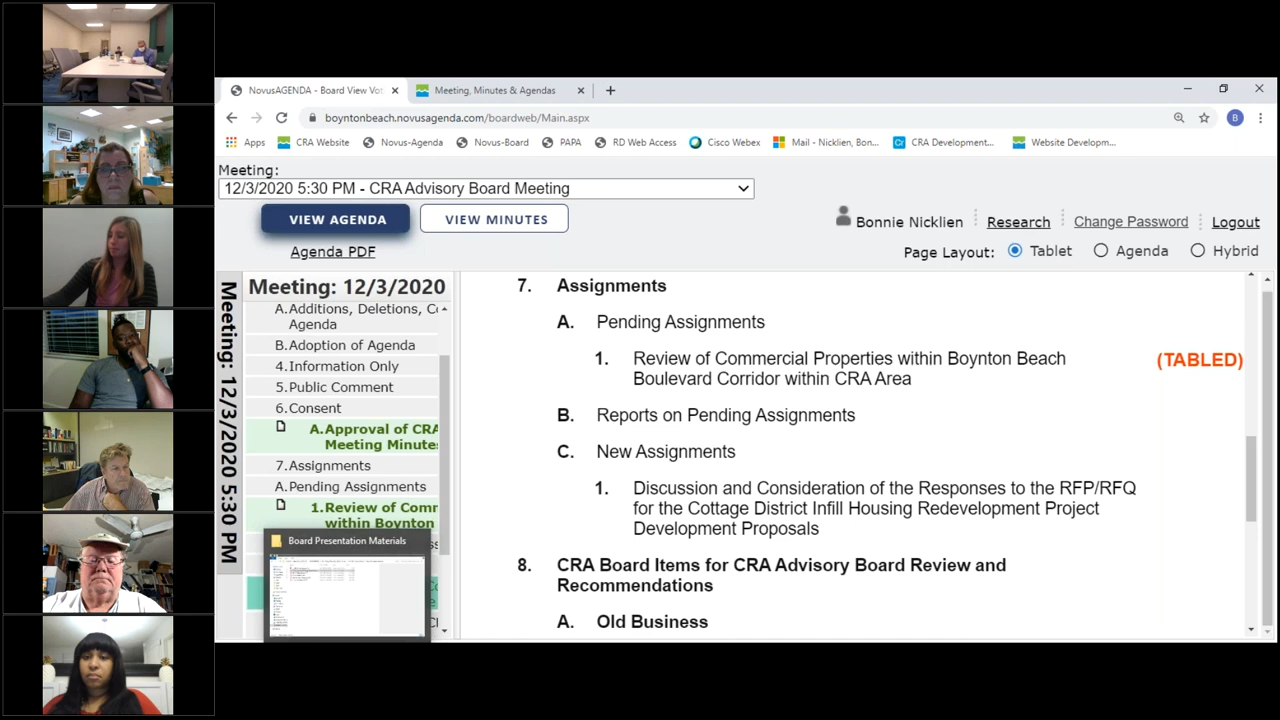 NovusAGENDA - Board View Vot
Meeting, Minutes & Agendas
boyntonbeach.novusagenda.com/boardweb/Main.aspx
B
Apps
CRA Website
Novus-Agenda
Novus-Board
PAPA
RD Web Access
Cisco Webex
Mail - Nicklien, Bon...
CRA Development...
Website Developm...
Meeting:
12/3/2020 5:30 PM - CRA Advisory Board Meeting
VIEW AGENDA
VIEW MINUTES
Agenda PDF
Bonnie Nicklien
Research
Change Password
Logout
Page Layout:
Tablet
Agenda
Hybrid
Meeting: 12/3/2020 5:30 PM
Meeting: 12/3/2020
A. Additions, Deletions,
Agenda
B. Adoption of Agenda
4. Information Only
5. Public Comment
6. Consent
A. Approval of CRA
Meeting Minutes
7. Assignments
A. Pending Assignments
1. Review of Comm
within Boynton
Board Presentation Materials
7. Assignments
A. Pending Assignments
1. Review of Commercial Properties within Boynton Beach
Boulevard Corridor within CRA Area
(TABLED)
B. Reports on Pending Assignments
C. New Assignments
1. Discussion and Consideration of the Responses to the RFP/RFQ
for the Cottage District Infill Housing Redevelopment Project
Development Proposals
8. CRA Board Items for CRA Advisory Board Review and
Recommendations
A. Old Business